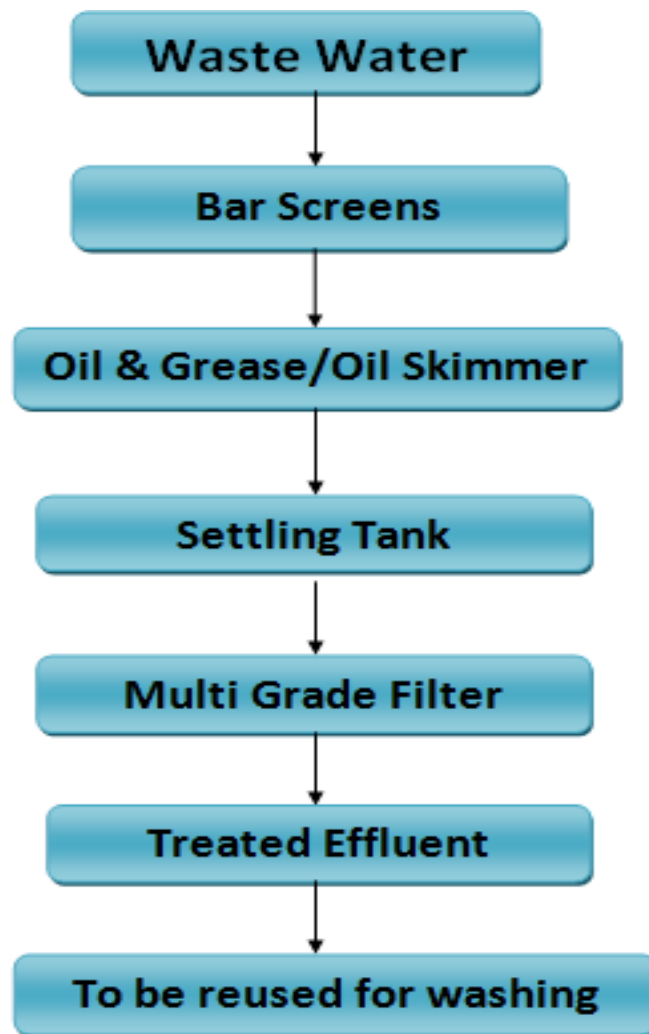 Waste Water
Bar Screens
Oil & Grease/Oil Skimmer
Settling Tank
Multi Grade Filter
Treated Effluent
To be reused for washing